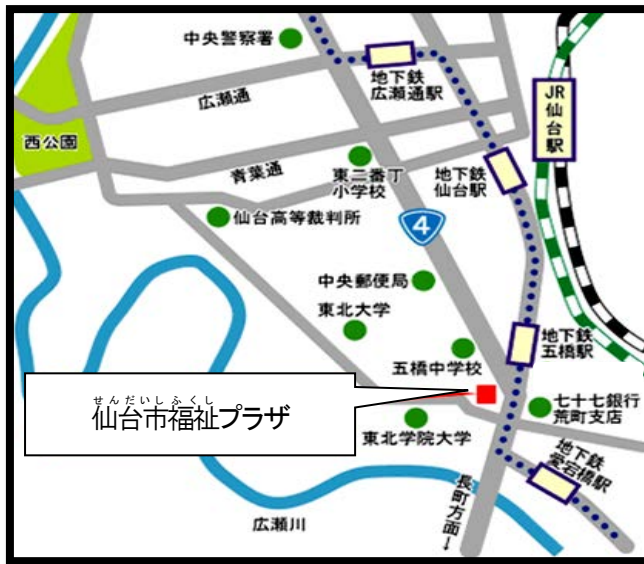 中央警察署
地下鉄
広瀬通駅
JR
仙台駅
広瀬通
西公園
青葉通
東二番丁
小学校
地下鉄
仙台駅
仙台高等裁判所
4
中央郵便局
東北大学
地下鉄
五橋駅
五橋中学校
せんだいしふくし
仙台市福祉プラザ
七十七銀行
荒町支店
東北学院大学
地下鉄
愛宕橋駅
長町方面→
広瀬川